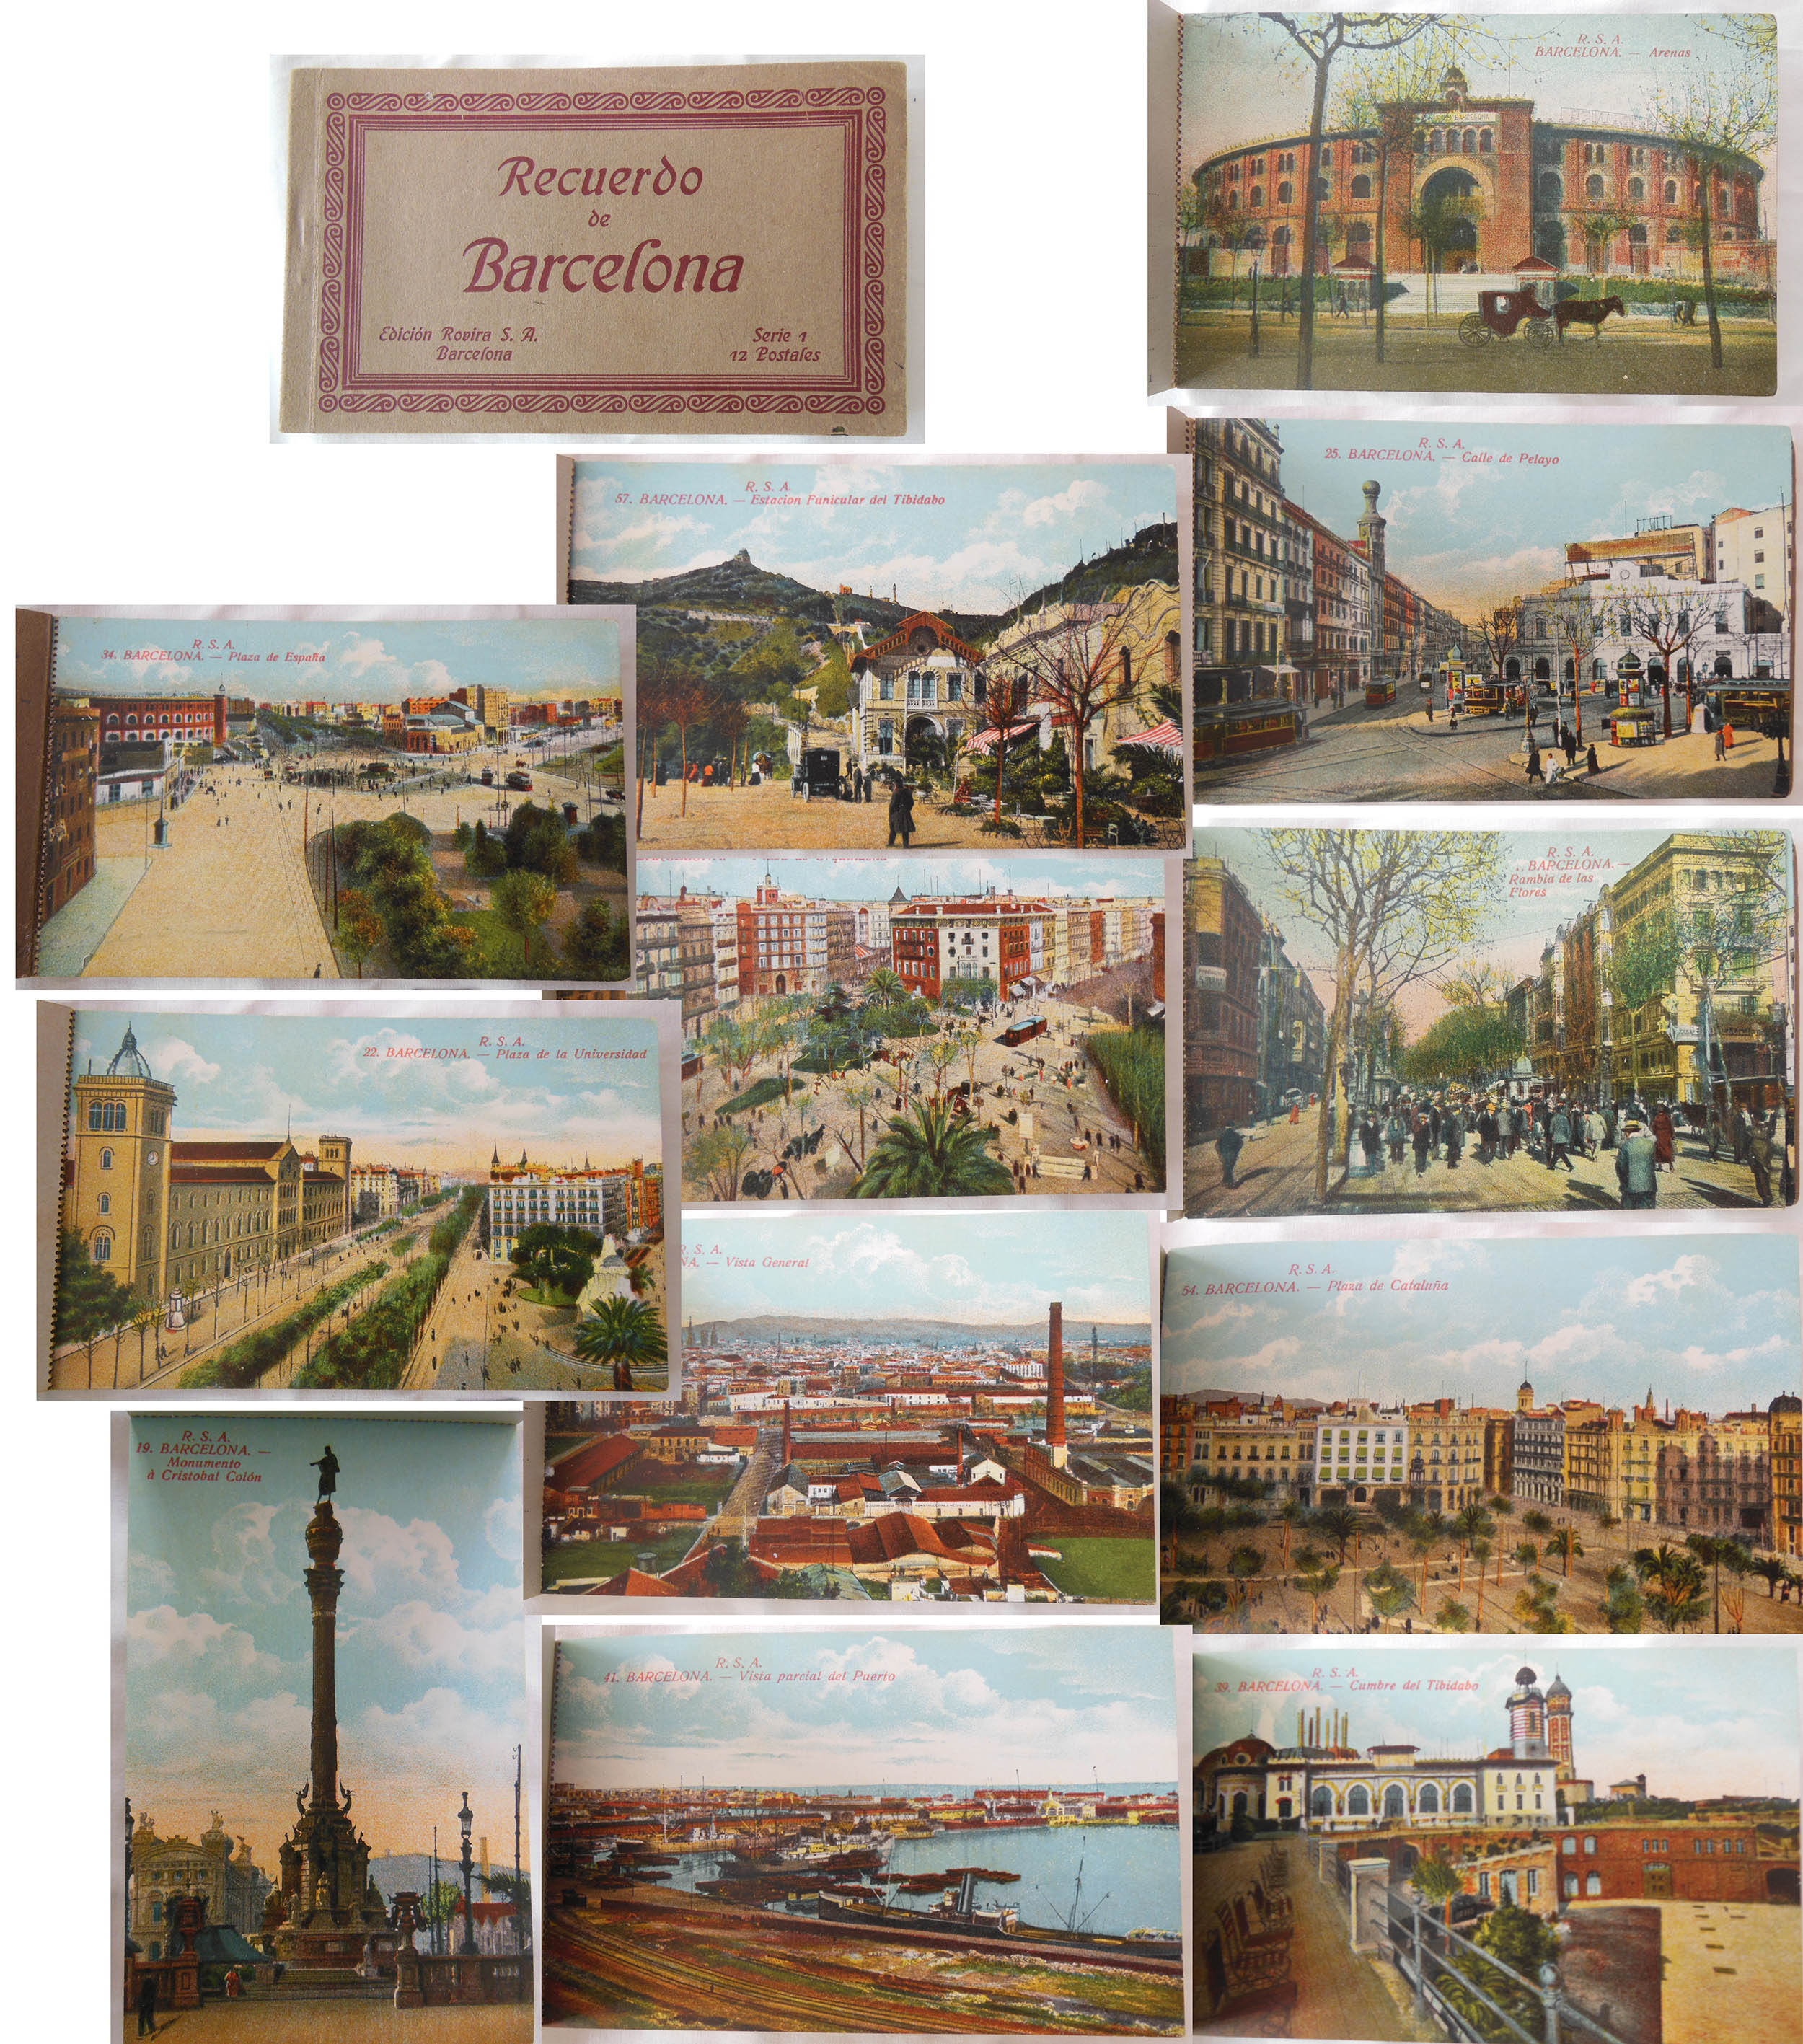 Recuerdo
de
Barcelona
Edición Rovira S. A.
Barcelona
Serie 1
12 Postales
R. S. A.
BARCELONA. — Arenas
R. S. A.
25. BARCELONA. — Calle de Pelayo
R. S. A.
57. BARCELONA. — Estacion Funicular del Tibidabo
R. S. A.
34. BARCELONA. — Plaza de España
R. S. A.
BARCELONA. —
Rambla de las
Flores
R. S. A.
22. BARCELONA. — Plaza de la Universidad
R. S. A.
— Vista General
R. S. A.
54. BARCELONA. — Plaza de Cataluña
R. S. A.
19. BARCELONA. —
Monumento
à Cristobal Colón
R. S. A.
41. BARCELONA. — Vista parcial del Puerto
R. S. A.
39. BARCELONA. — Cumbre del Tibidabo